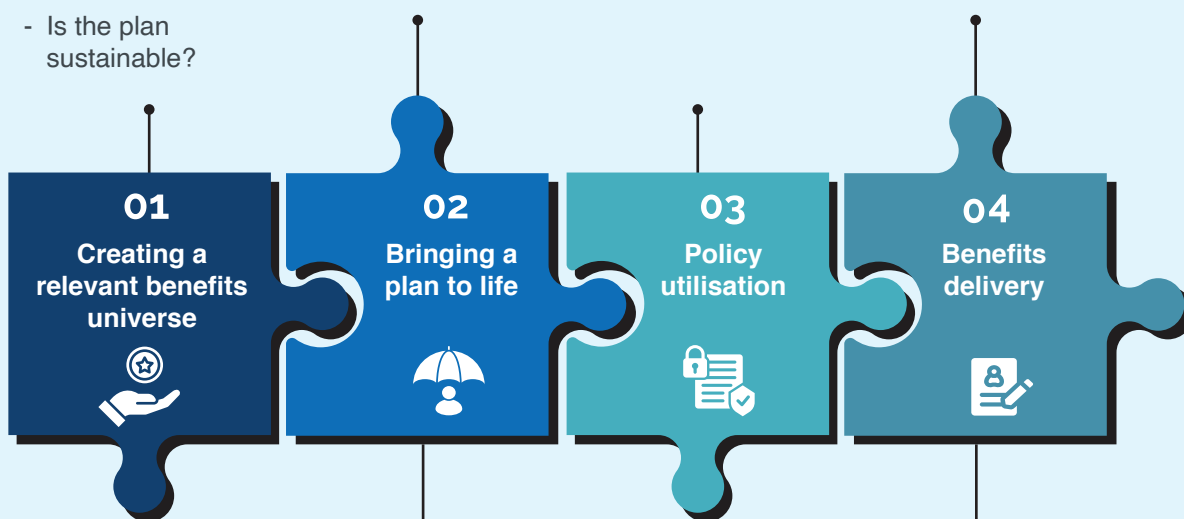 - Is the plan
sustainable?
01
Creating a
relevant benefits
universe
02
Bringing a
plan to life
03
Policy
utilisation
04
Benefits
delivery